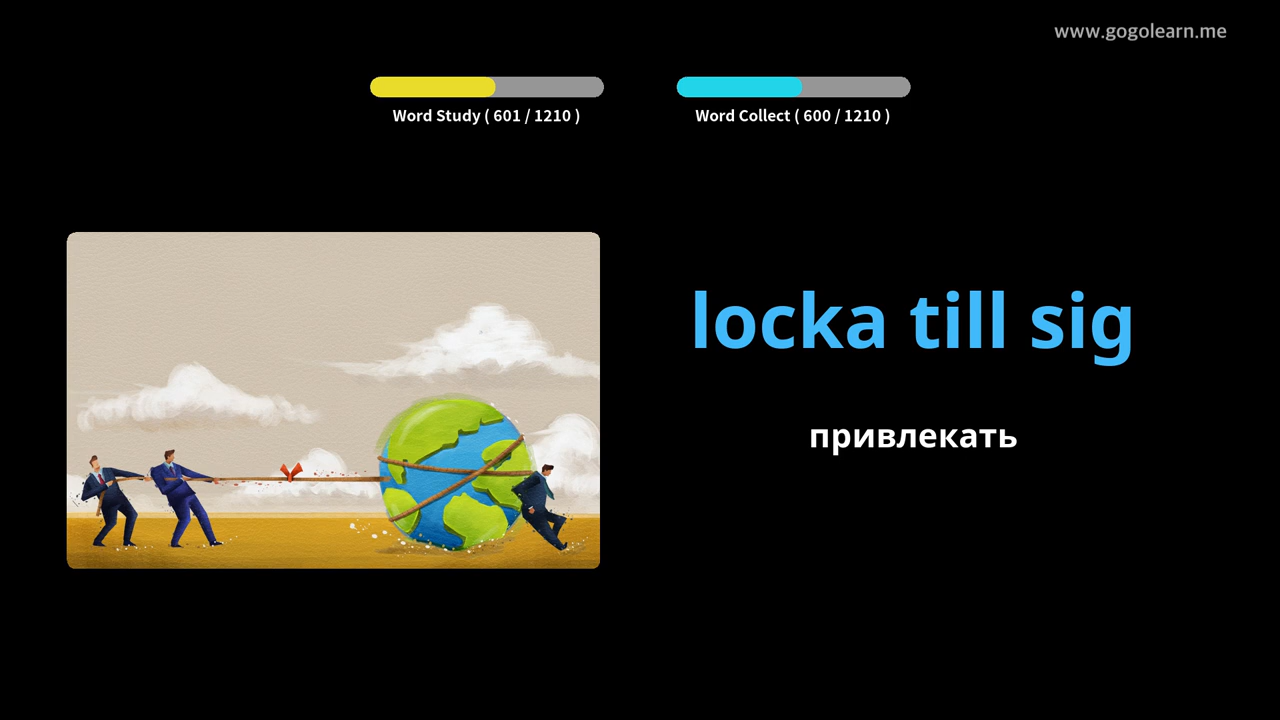 www.gogolearn.me
Word Study ( 601 / 1210 )
Word Collect ( 600 / 1210 )
locka till sig
привлекать